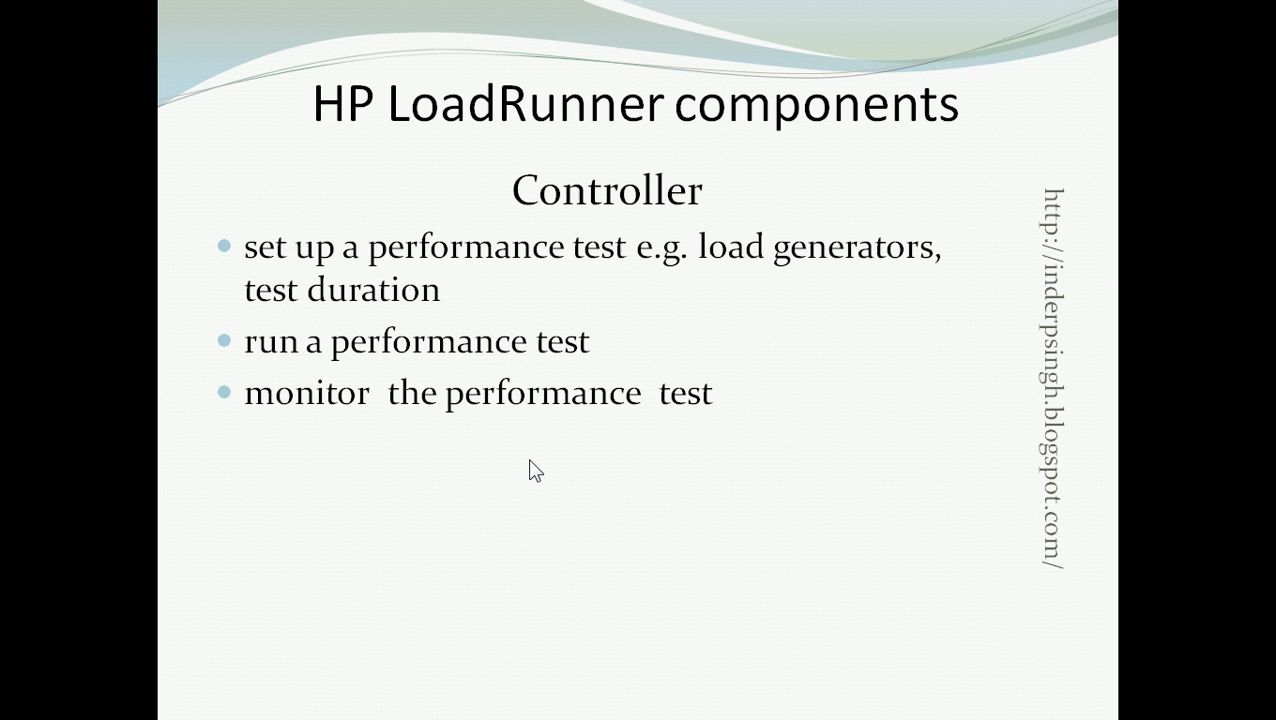 HP LoadRunner components
Controller
set up a performance test e.g. load generators,
test duration
run a performance test
monitor the performance test
http://inderpsingh.blogspot.com/